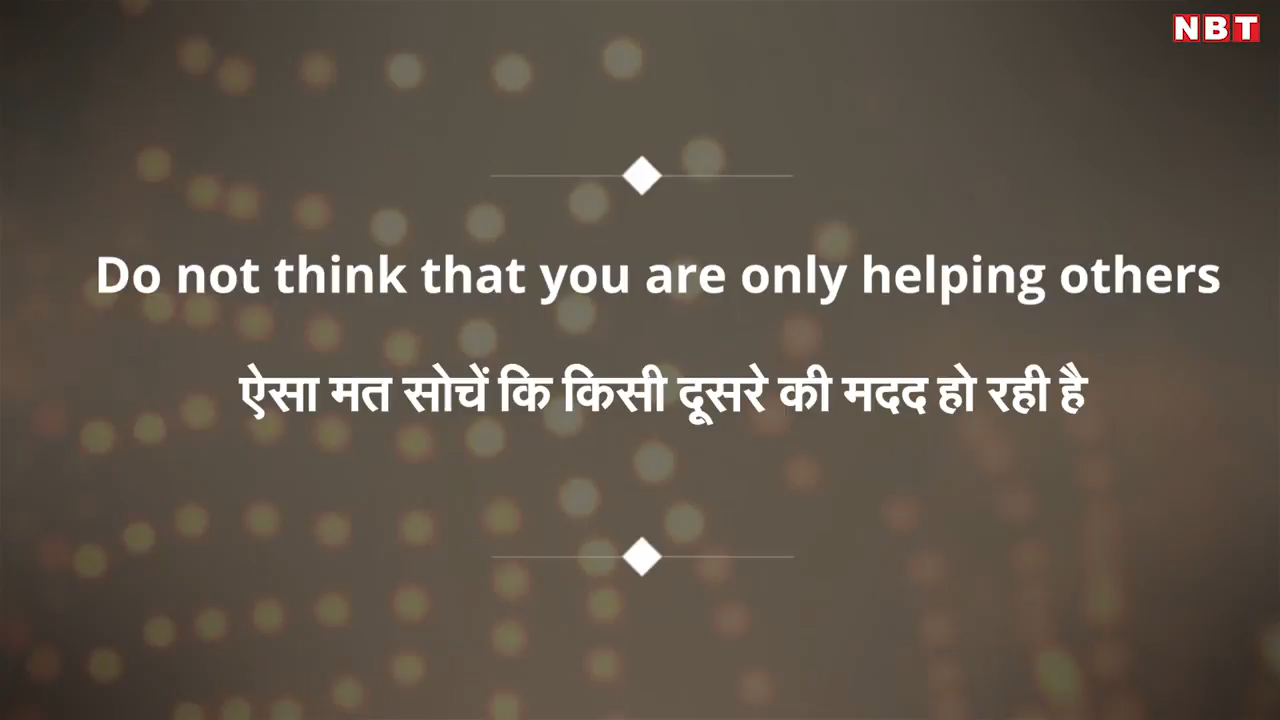 NBT
Do not think that you are only helping others
ऐसा मत सोचें कि किसी दूसरे की मदद हो रही है